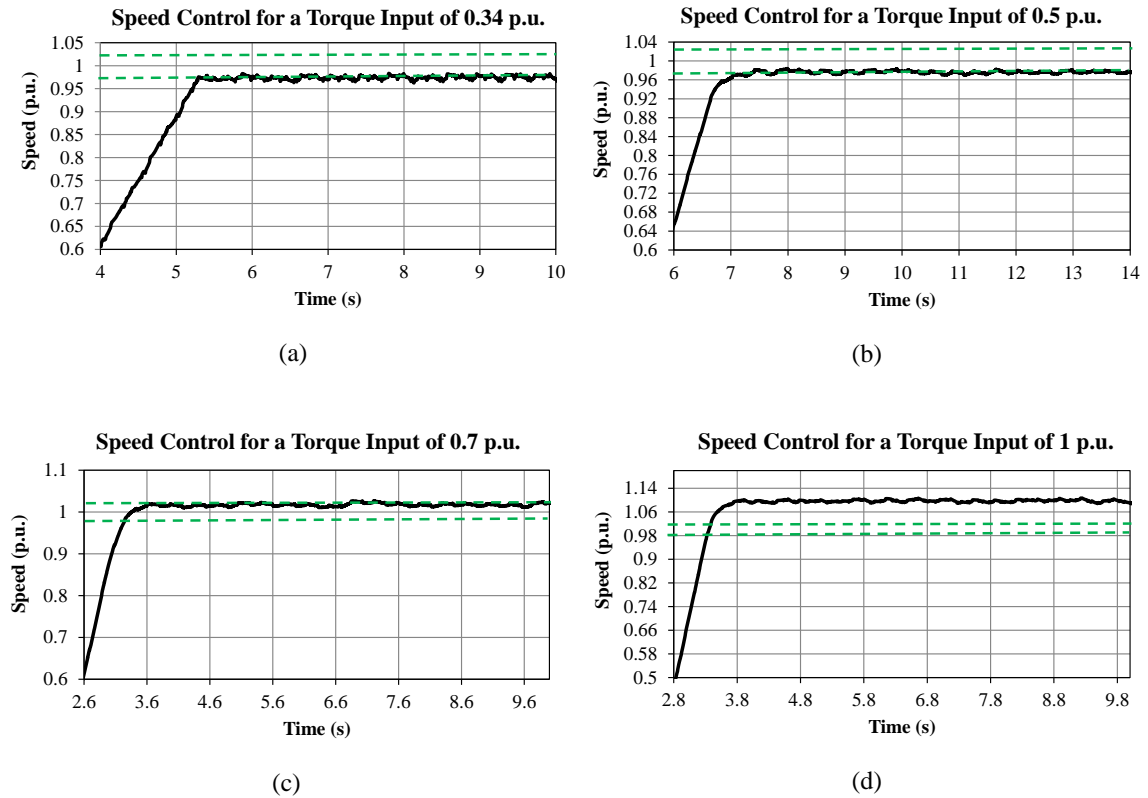 Speed Control for a Torque Input of 0.34 p.u.
1.05
1
0.95
0.9
0.85
0.8
0.75
0.7
0.65
0.6
Speed (p.u.)
4 5 6 7 8 9 10
Time (s)
(a)
Speed Control for a Torque Input of 0.5 p.u.
1.04
1
0.96
0.92
0.88
0.84
0.8
0.76
0.72
0.68
0.64
0.6
Speed (p.u.)
6 7 8 9 10 11 12 13 14
Time (s)
(b)
Speed Control for a Torque Input of 0.7 p.u.
1.1
1
0.9
0.8
0.7
0.6
Speed (p.u.)
2.6 3.6 4.6 5.6 6.6 7.6 8.6 9.6
Time (s)
(c)
Speed Control for a Torque Input of 1 p.u.
1.14
1.06
0.98
0.9
0.82
0.74
0.66
0.58
0.5
Speed (p.u.)
2.8 3.8 4.8 5.8 6.8 7.8 8.8 9.8
Time (s)
(d)